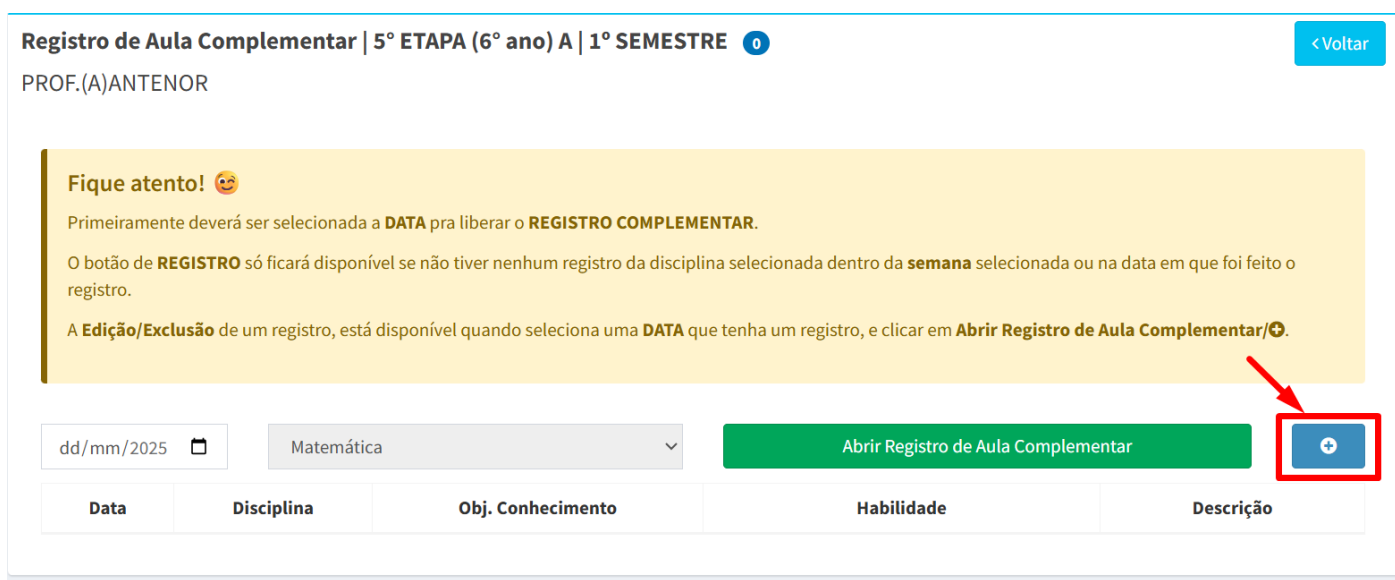 Registro de Aula Complementar | 5° ETAPA (6° ano) A | 1º SEMESTRE 0
<Voltar
PROF.(A)ANTENOR
Fique atento!
Primeiramente deverá ser selecionada a DATA pra liberar o REGISTRO COMPLEMENTAR.
O botão de REGISTRO só ficará disponível se não tiver nenhum registro da disciplina selecionada dentro da semana selecionada ou na data em que foi feito o
registro.
A Edição/Exclusão de um registro, está disponível quando seleciona uma DATA que tenha um registro, e clicar em Abrir Registro de Aula Complementar/.
dd/mm/2025 Matemática Abrir Registro de Aula Complementar
Data Disciplina Obj. Conhecimento Habilidade Descrição